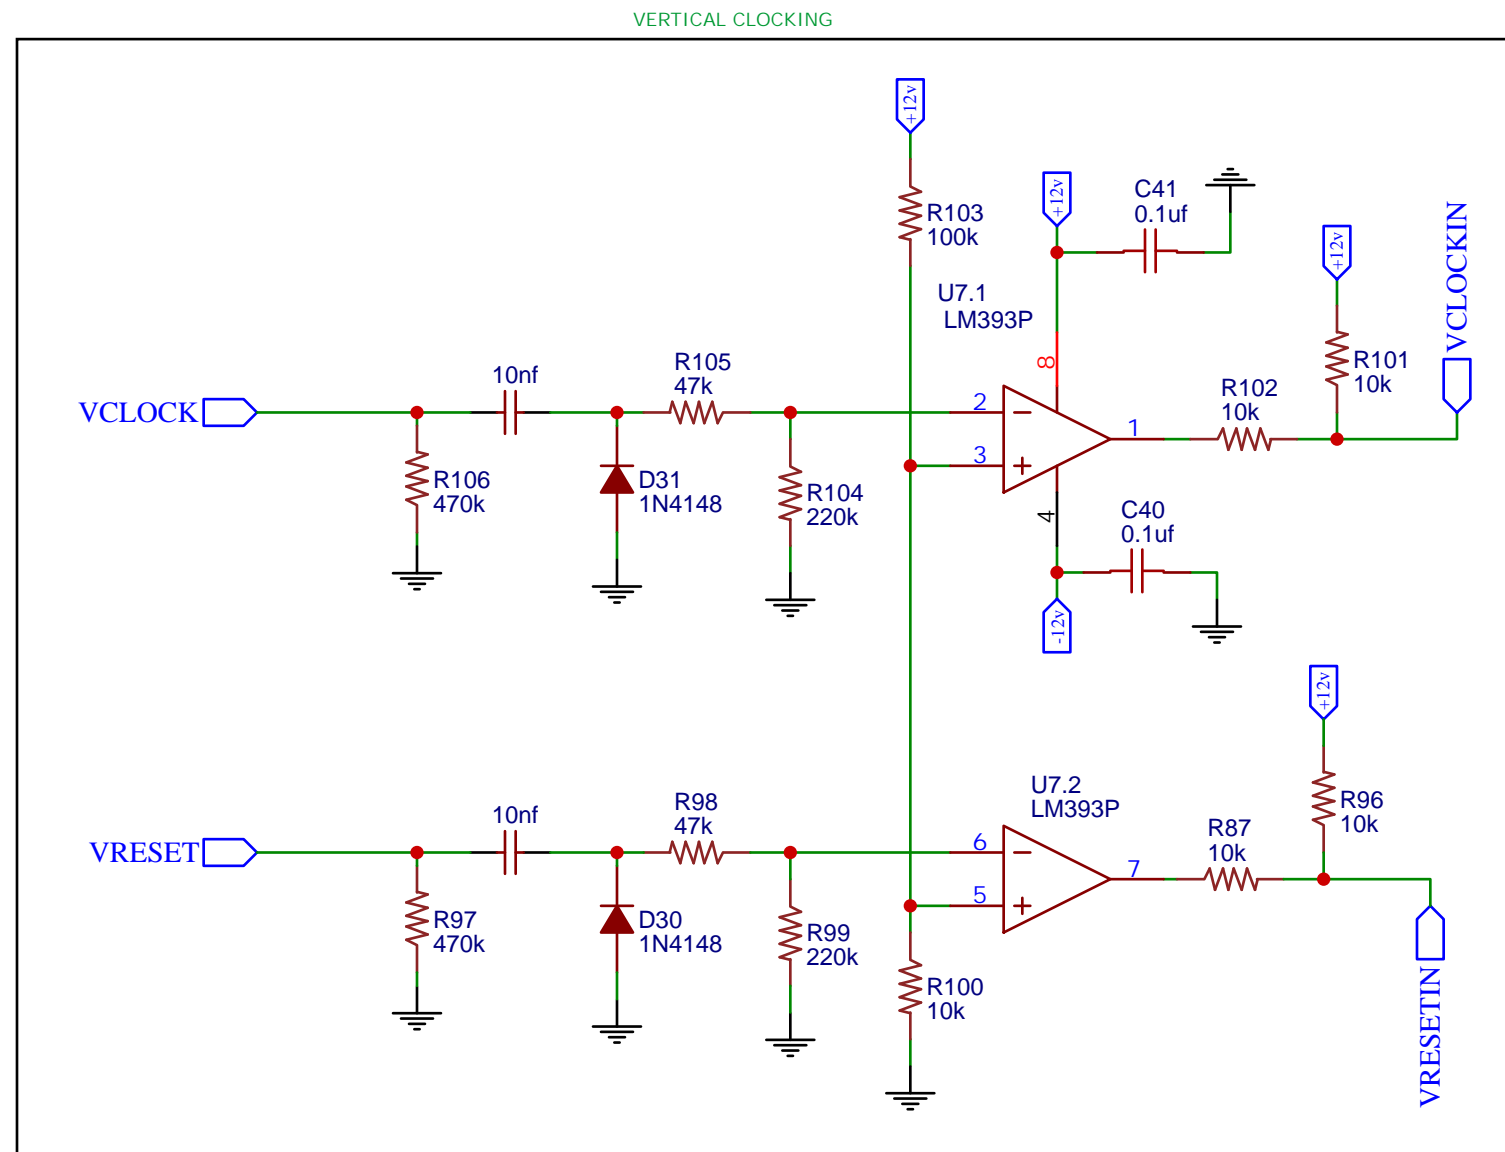 VERTICAL CLOCKING
+12v
R103
100k
+12v
C41
0.1uf
+12v
VCLOCKIN
U7.1
LM393P
8
R101
10k
R105
47k
10nf
R102
10k
VCLOCK
2
1
3
R106
470k
D31
1N4148
R104
220k
4
C40
0.1uf
-12v
+12v
U7.2
LM393P
R98
47k
10nf
R96
10k
R87
10k
VRESET
6
7
5
R97
470k
D30
1N4148
R99
220k
R100
10k
VRESETIN